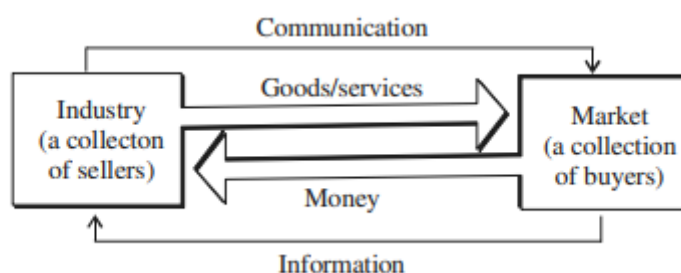 Communication
Goods/services
Industry
(a collecton
of sellers)
Market
(a collection
of buyers)
Money
Information